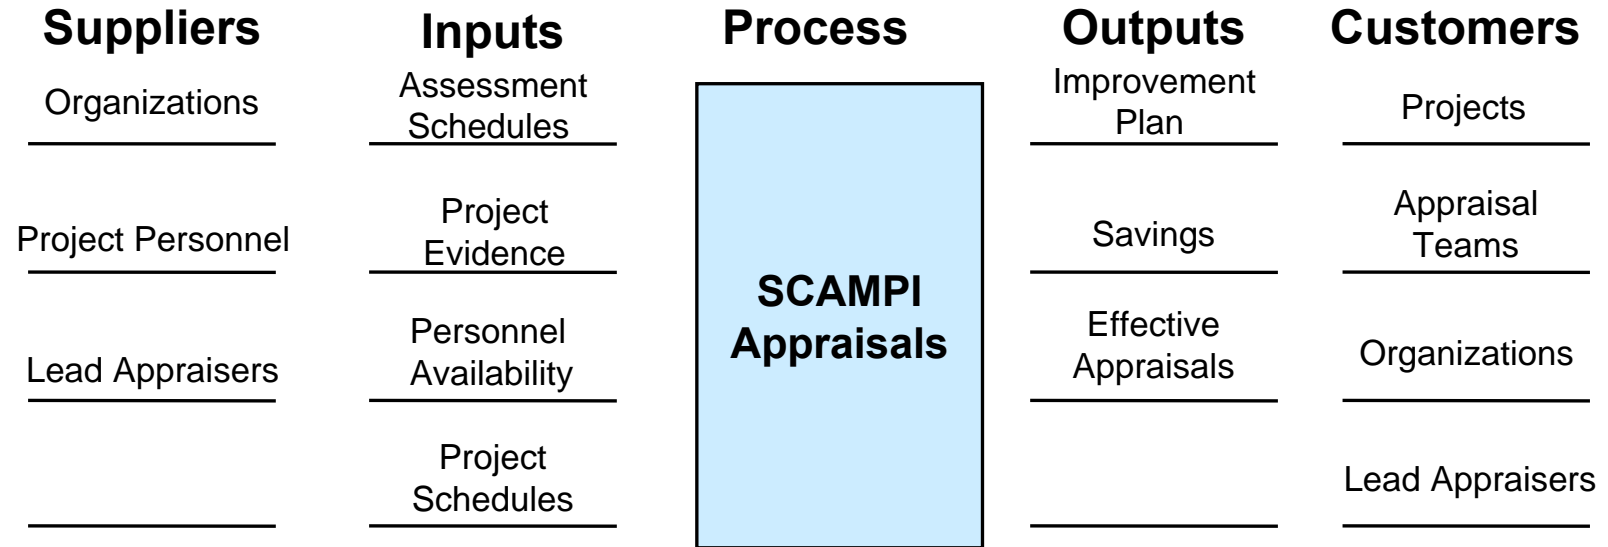 Suppliers
Organizations
Project Personnel
Lead Appraisers
Inputs
Assessment
Schedules
Project
Evidence
Personnel
Availability
Project
Schedules
Process
SCAMPI
Appraisals
Outputs
Improvement
Plan
Savings
Effective
Appraisals
Customers
Projects
Appraisal
Teams
Organizations
Lead Appraisers